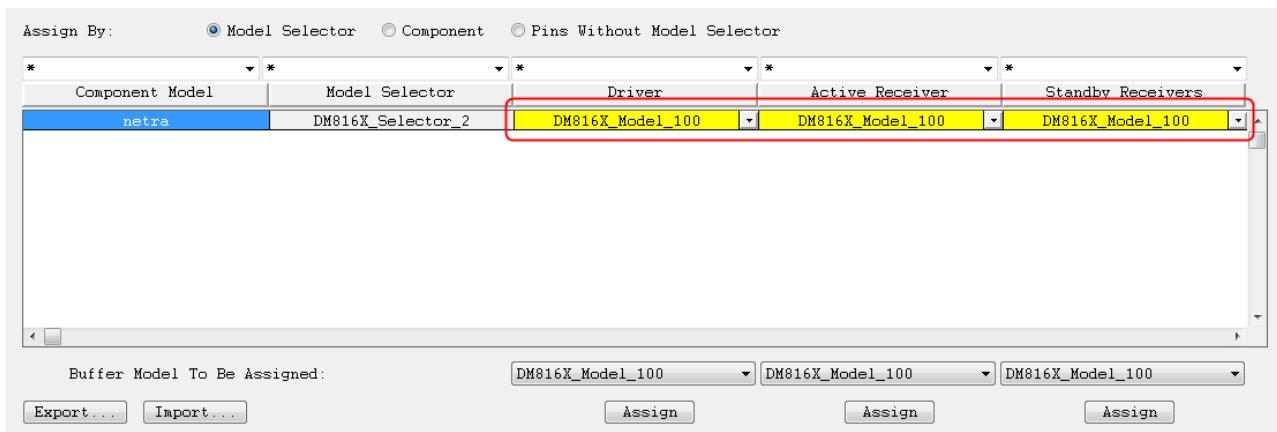 Assign By: Model Selector Component Pins Without Model Selector
* * * * *
Component Model Model Selector Driver Active Receiver Standby Receivers
netra DM816X_Selector_2 DM816X_Model_100 DM816X_Model_100 DM816X_Model_100
Buffer Model To Be Assigned: DM816X_Model_100 DM816X_Model_100 DM816X_Model_100
Export... Import... Assign Assign Assign